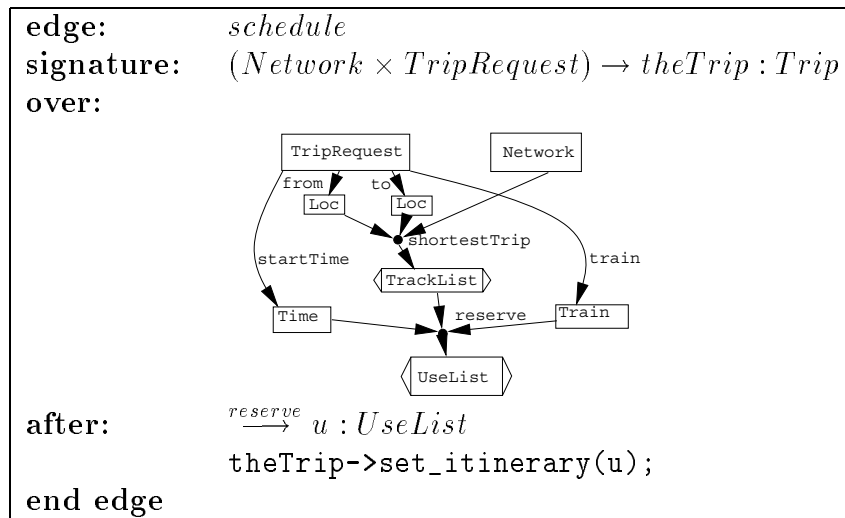 edge: schedule
signature: (Network × TripRequest) → theTrip : Trip
over:
TripRequest Network
from to
Loc Loc
shortestTrip
startTime train
TrackList
Time reserve Train
UseList
after: reserve⟶ u : UseList
theTrip->set_itinerary(u);
end edge